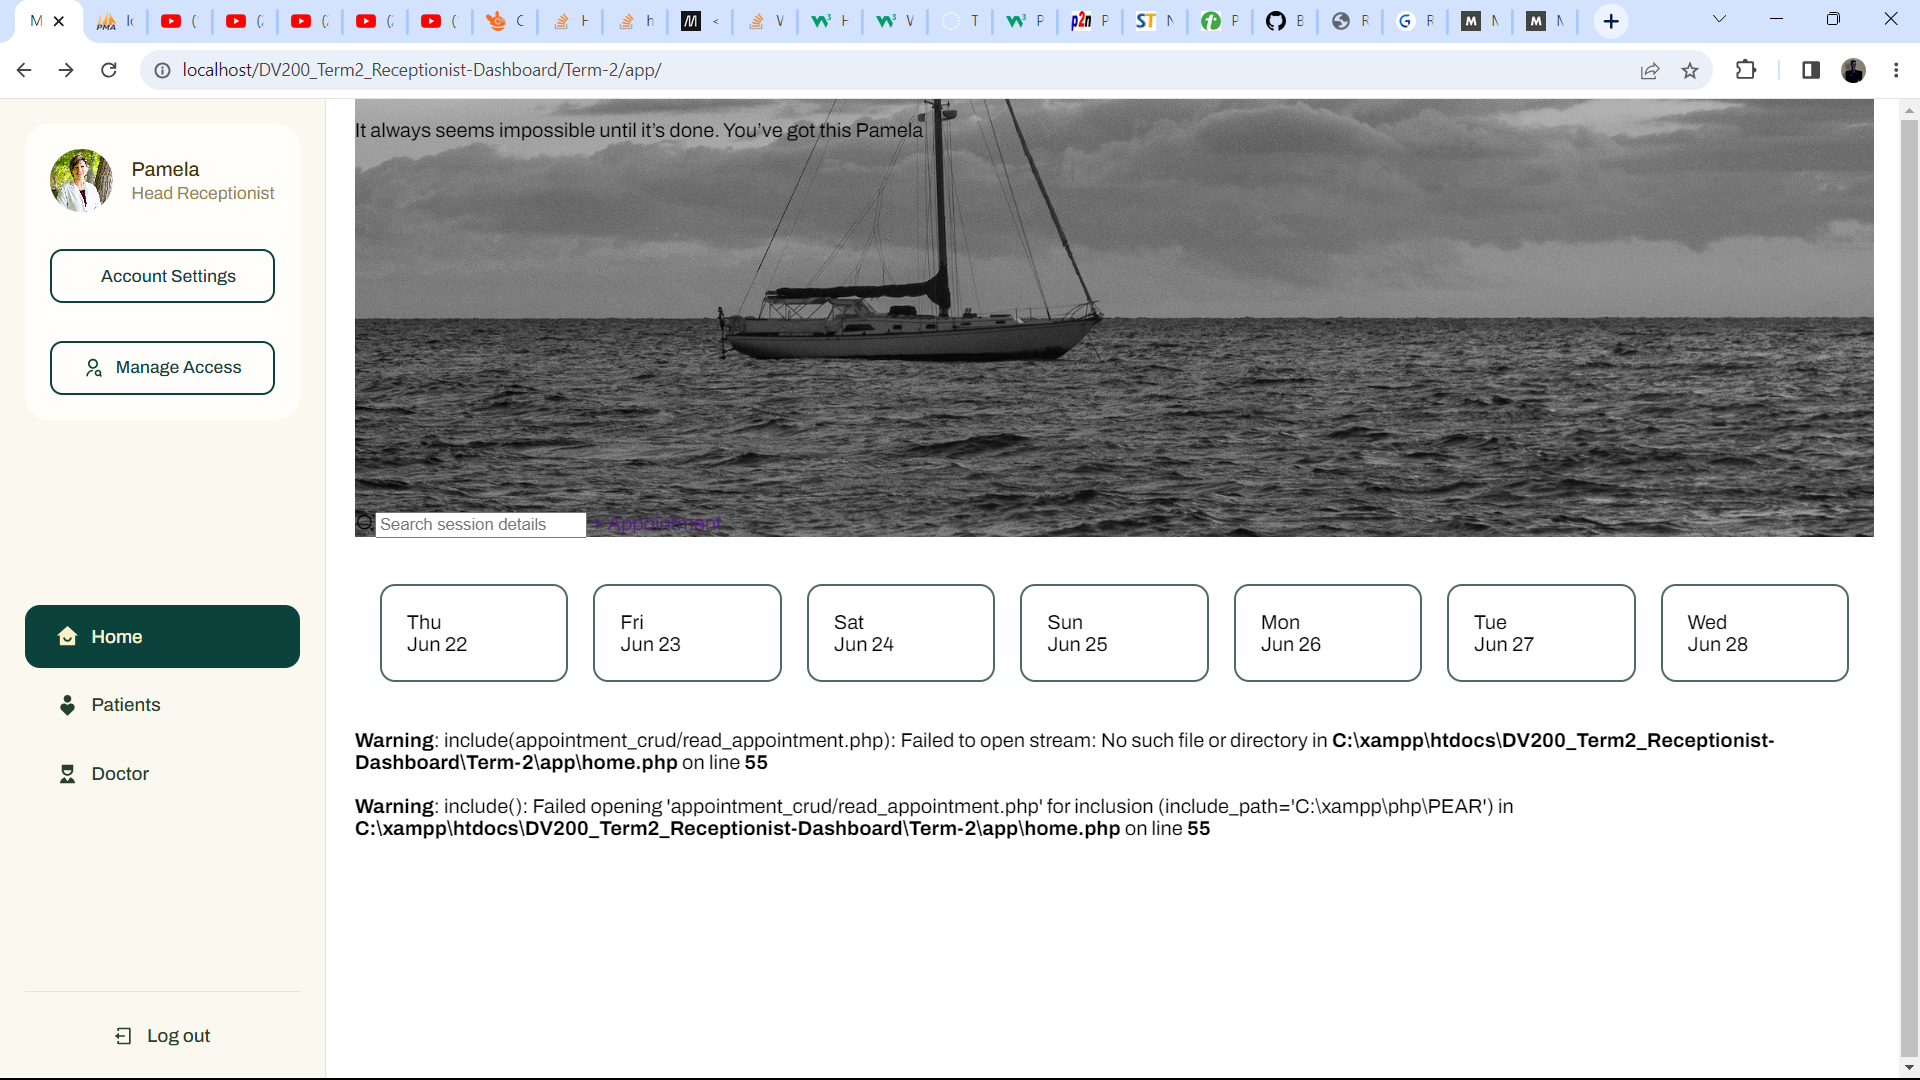 localhost/DV200_Term2_Receptionist-Dashboard/Term-2/app/
Pamela
Head Receptionist
Account Settings
Manage Access
Home
Patients
Doctor
Log out
It always seems impossible until it’s done. You’ve got this Pamela
Search session details
+ Appointment
Thu
Jun 22
Fri
Jun 23
Sat
Jun 24
Sun
Jun 25
Mon
Jun 26
Tue
Jun 27
Wed
Jun 28
Warning: include(appointment_crud/read_appointment.php): Failed to open stream: No such file or directory in C:\xampp\htdocs\DV200_Term2_Receptionist-
Dashboard\Term-2\app\home.php on line 55
Warning: include(): Failed opening 'appointment_crud/read_appointment.php' for inclusion (include_path='C:\xampp\php\PEAR') in
C:\xampp\htdocs\DV200_Term2_Receptionist-Dashboard\Term-2\app\home.php on line 55